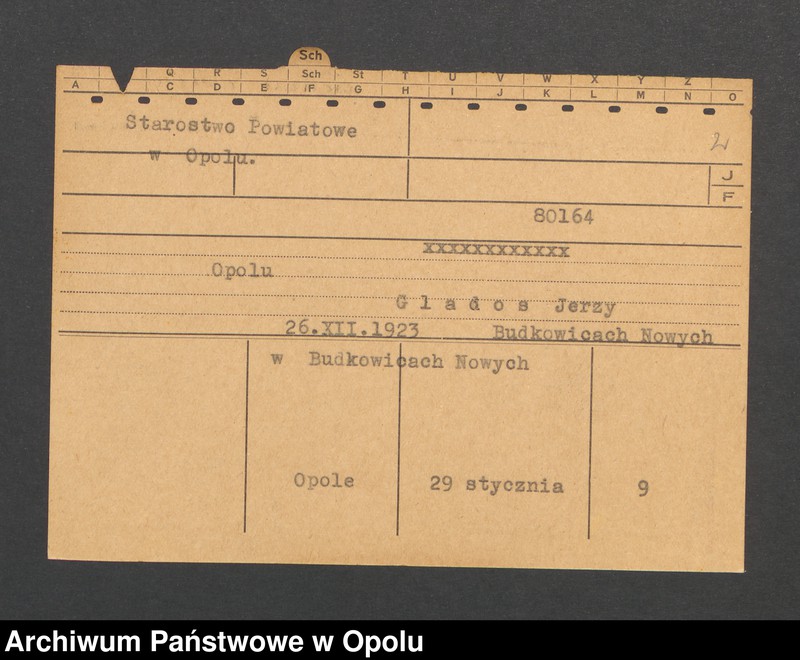 Sch
Q R S Sch St T U V W X Y Z
A C D E F G H I J K L M N O
Starostwo Powiatowe
w Opolu.
2
J
F
80164
xxxxxxxxxxxx
Opolu
G l a d o s Jerzy
26.XII.1923 Budkowicach Nowych
w Budkowicach Nowych
Opole 29 stycznia 9
Archiwum Państwowe w Opolu